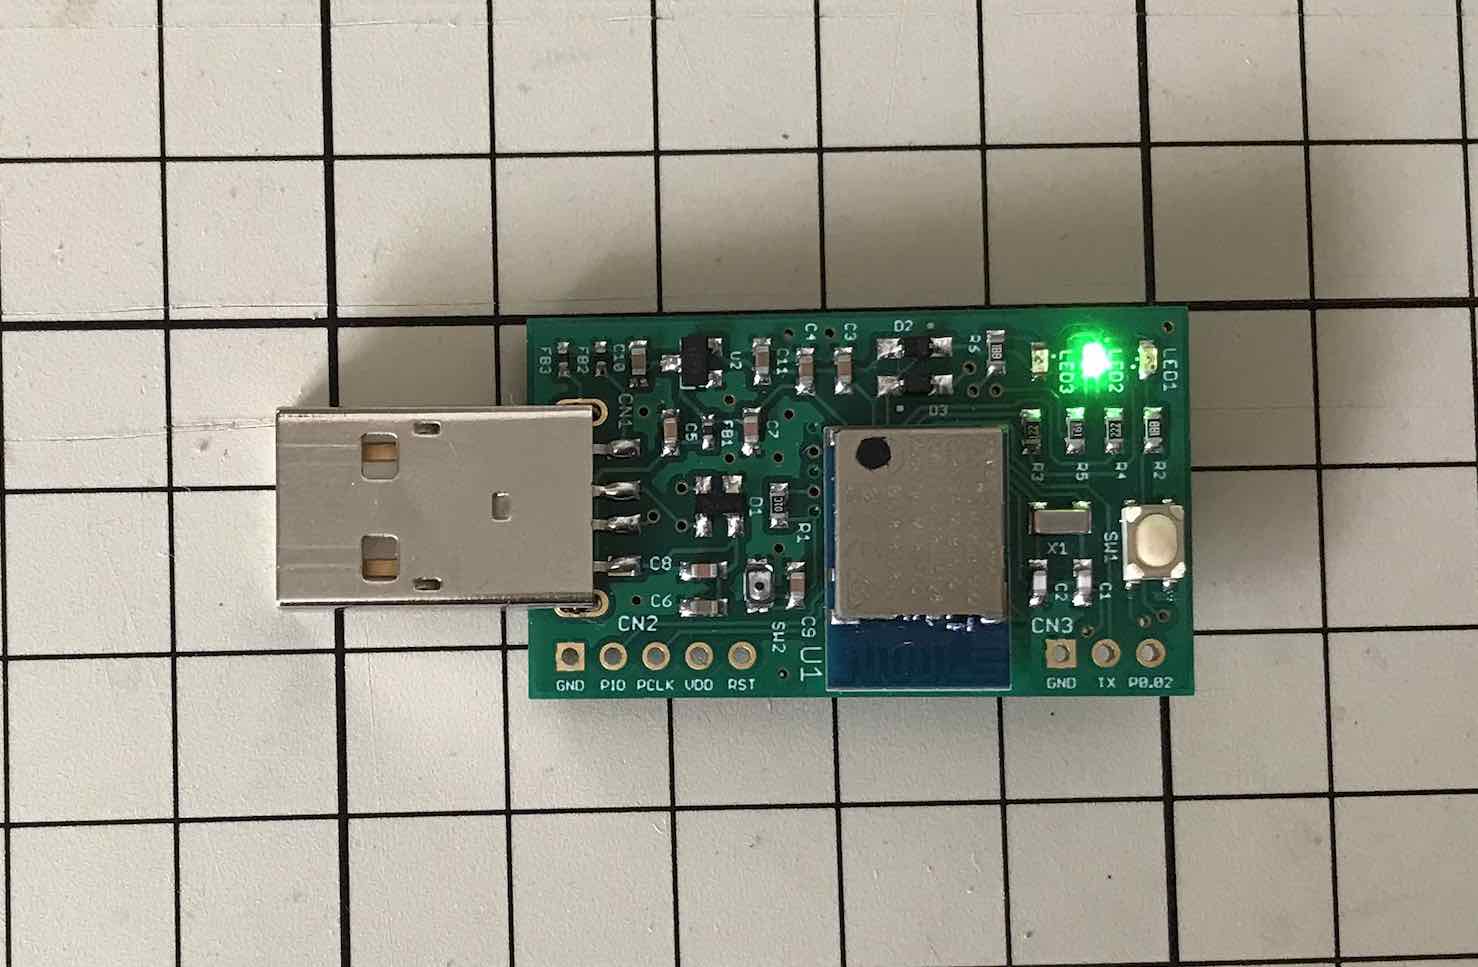 FB3
FB2
C10
U2
C11
C4
C3
D2
R6
LED3
LED2
LED1
CN1
C5
FB1
C7
D3
R3
R5
R4
R2
D1
R1
X1
SW1
C8
C6
C2
C1
CN2
SW2
C9
U1
CN3
GND PIO PCLK VDD RST
GND TX P0.02